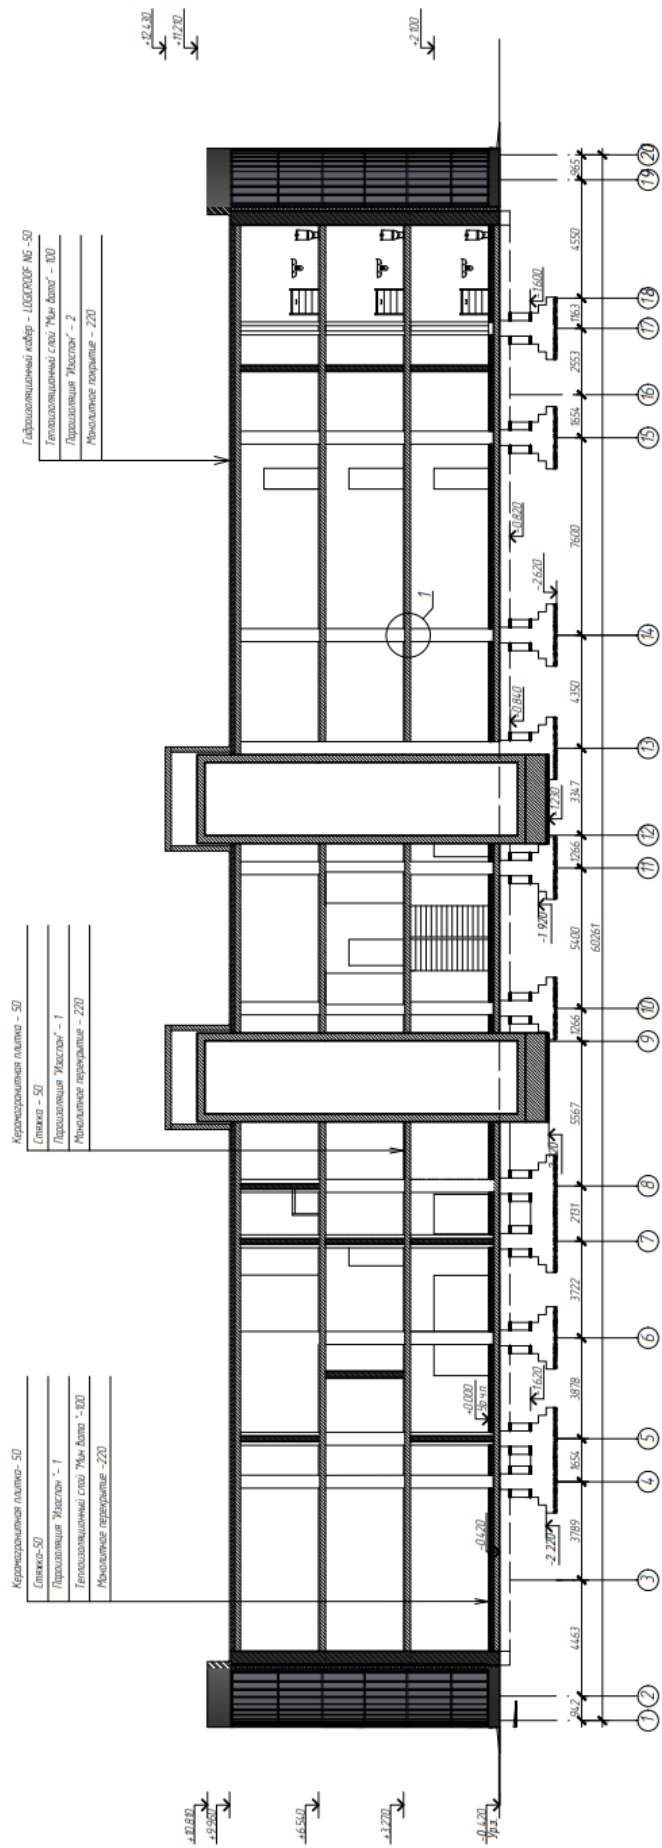 Керамогранитная плитка- 50
Стяжка-50
Пароизоляция "Изоспан" - 1
Теплоизоляционный слой "Мин Вата "-100
Монолитное перекрытие -220
Керамогранитная плитка - 50
Стяжка - 50
Пароизоляция "Изоспан" - 1
Монолитное перекрытие - 220
Гидроизоляционный ковёр - LOGICROOF NG -50
Теплоизоляционный слой "Мин Вата" - 100
Пароизоляция "Изоспан" - 2
Монолитное покрытие - 220
+10.810
+9.960
+6.540
+3.270
-0.420
Ур.з.
+12.430
+11.210
+2.100
+0.000
Ур.ч.п.
-0.420
-1.620
-2.220
-1.920
-1.230
-0.840
-2.620
-0.820
-1.600
1
942
4463
3789
1654
3878
3722
2131
5567
1266
5400
1266
3347
4350
7600
1654
2553
1163
4550
965
60261
1 2 3 4 5 6 7 8 9 10 11 12 13 14 15 16 17 18 19 20